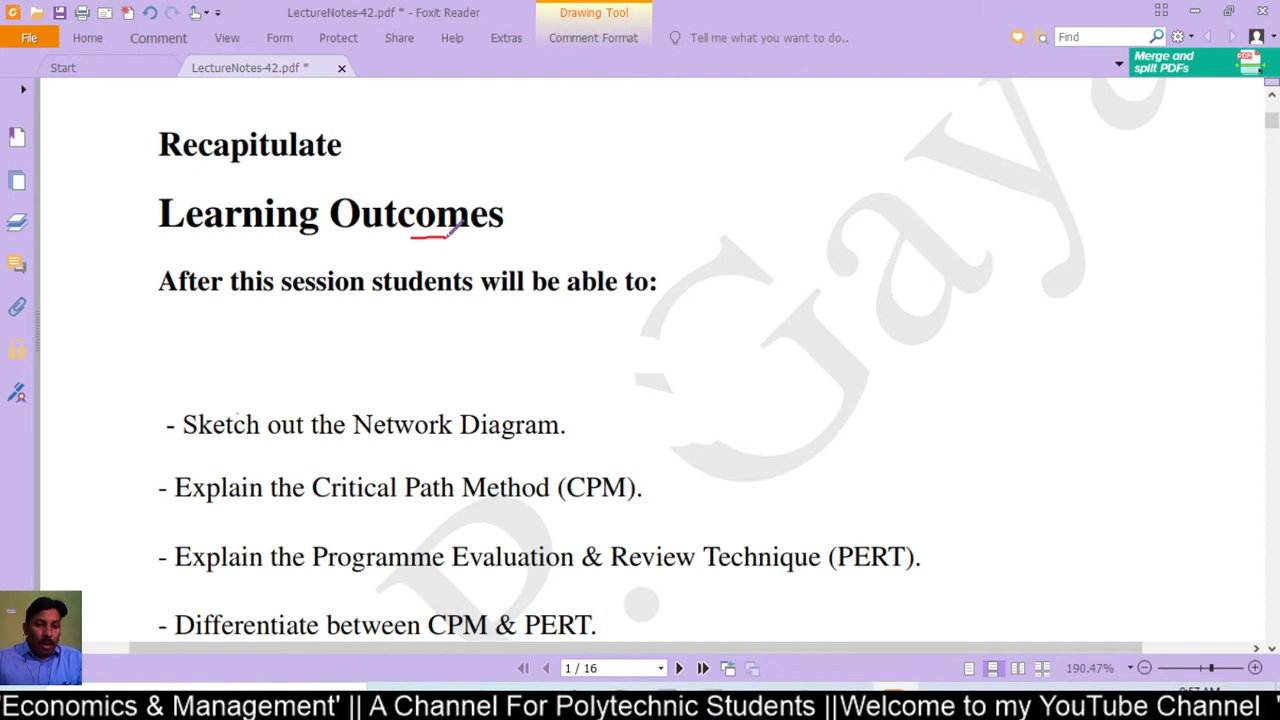 LectureNotes-42.pdf * - Foxit Reader
Drawing Tool
File Home Comment View Form Protect Share Help Extras Comment Format Tell me what you want to do.. Find
Start LectureNotes-42.pdf * Merge and split PDFs
Recapitulate
Learning Outcomes
After this session students will be able to:
- Sketch out the Network Diagram.
- Explain the Critical Path Method (CPM).
- Explain the Programme Evaluation & Review Technique (PERT).
- Differentiate between CPM & PERT.
P. Gaya
1 / 16 190.47%
'Economics & Management' || A Channel For Polytechnic Students ||Welcome to my YouTube Channel